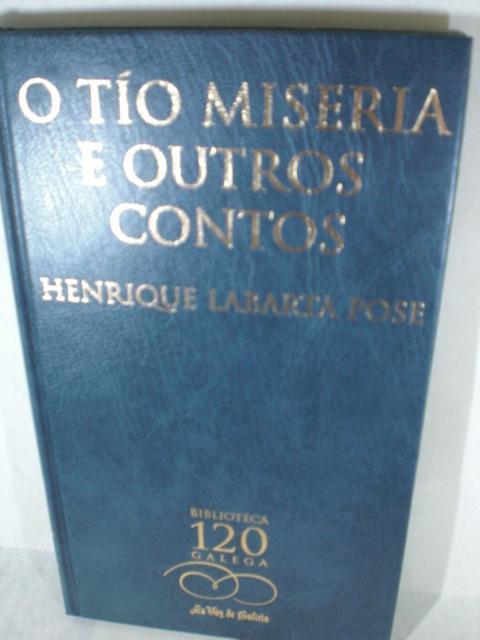 O TÍO MISERIA
E OUTROS
CONTOS
HENRIQUE LABARTA POSE
BIBLIOTECA
120
GALEGA
La Voz de Galicia